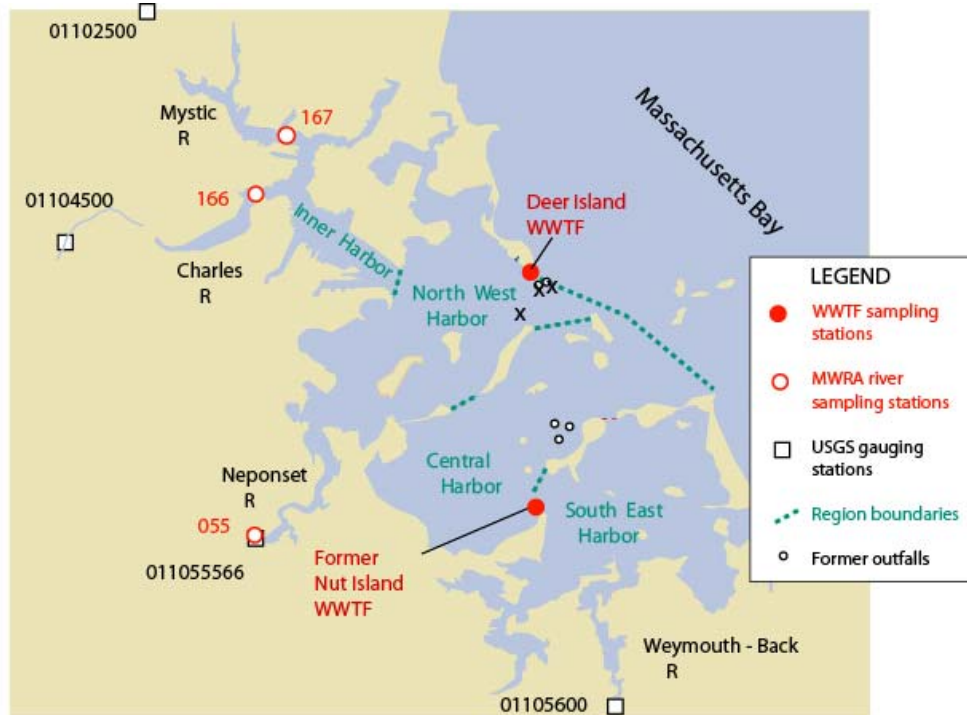 01102500
Mystic
R
167
166
01104500
Charles
R
Inner Harbor
Massachusetts Bay
Deer Island
WWTF
North West
Harbor
X
X
X
LEGEND
WWTF sampling
stations
MWRA river
sampling stations
USGS gauging
stations
Region boundaries
Former outfalls
Neponset
R
055
011055566
Central
Harbor
South East
Harbor
Former
Nut Island
WWTF
Weymouth - Back
R
01105600